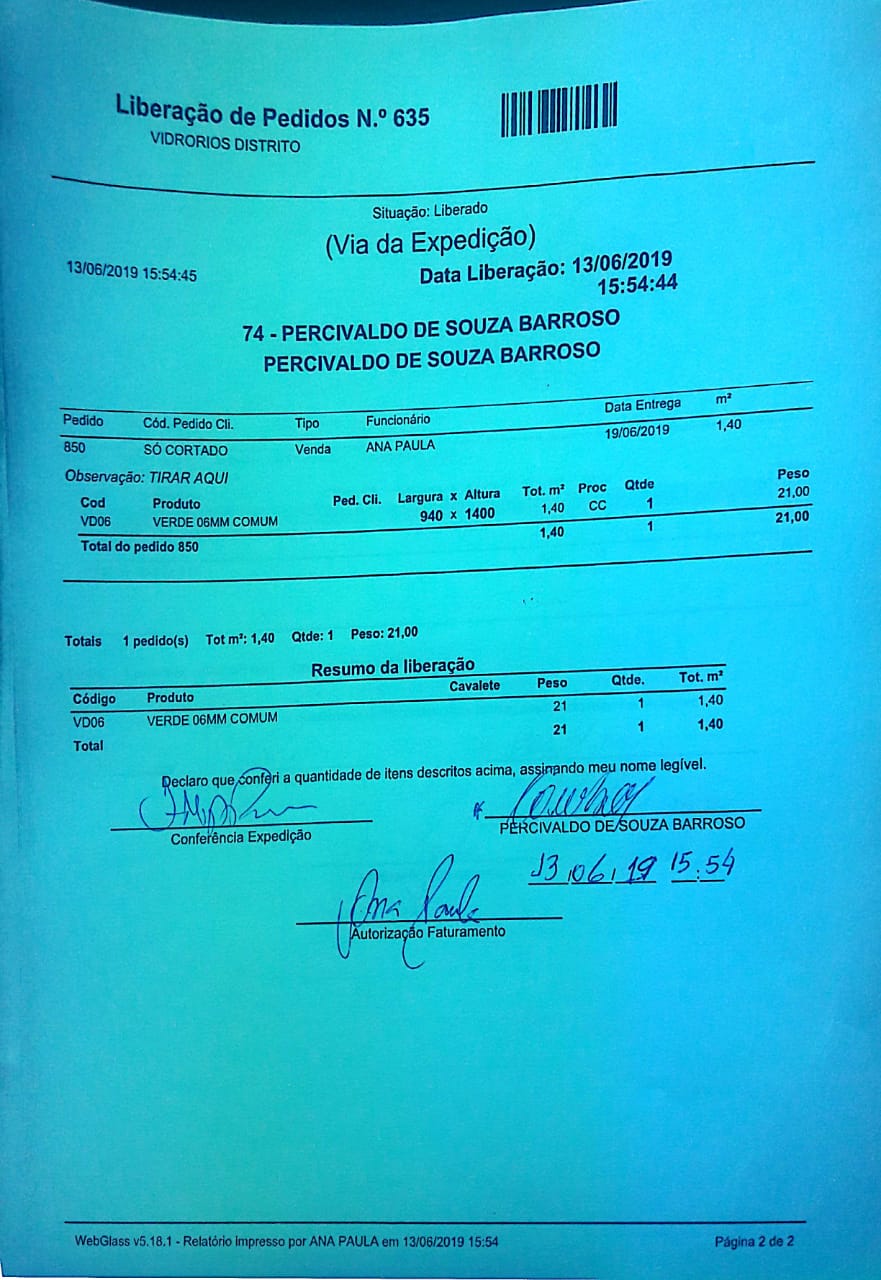 Liberação de Pedidos N.º 635
VIDRORIOS DISTRITO
Situação: Liberado
(Via da Expedição)
13/06/2019 15:54:45
Data Liberação: 13/06/2019
15:54:44
74 - PERCIVALDO DE SOUZA BARROSO
PERCIVALDO DE SOUZA BARROSO
Pedido Cód. Pedido Cli. Tipo Funcionário Data Entrega m²
850 SÓ CORTADO Venda ANA PAULA 19/06/2019 1,40
Observação: TIRAR AQUI
Cod Produto Ped. Cli. Largura x Altura Tot. m² Proc Qtde Peso
VD06 VERDE 06MM COMUM 940 x 1400 1,40 CC 1 21,00
Total do pedido 850 1,40 1 21,00
Totais 1 pedido(s) Tot m²: 1,40 Qtde: 1 Peso: 21,00
Resumo da liberação
Código Produto Cavalete Peso Qtde. Tot. m²
VD06 VERDE 06MM COMUM 21 1 1,40
Total 21 1 1,40
Declaro que conferi a quantidade de itens descritos acima, assinando meu nome legível.
Conferência Expedição
PERCIVALDO DE SOUZA BARROSO
13/06/19 15:54
Ana Paula
Autorização Faturamento
WebGlass v5.18.1 - Relatório impresso por ANA PAULA em 13/06/2019 15:54 Página 2 de 2